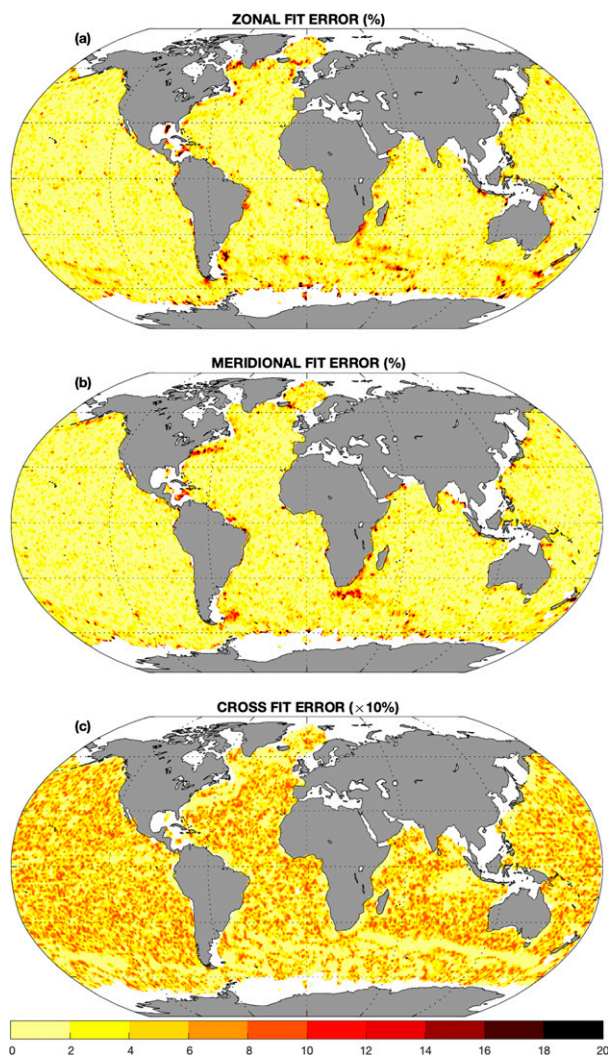 ZONAL FIT ERROR (%)
(a)
MERIDIONAL FIT ERROR (%)
(b)
CROSS FIT ERROR (×10%)
(c)
0 2 4 6 8 10 12 14 16 18 20